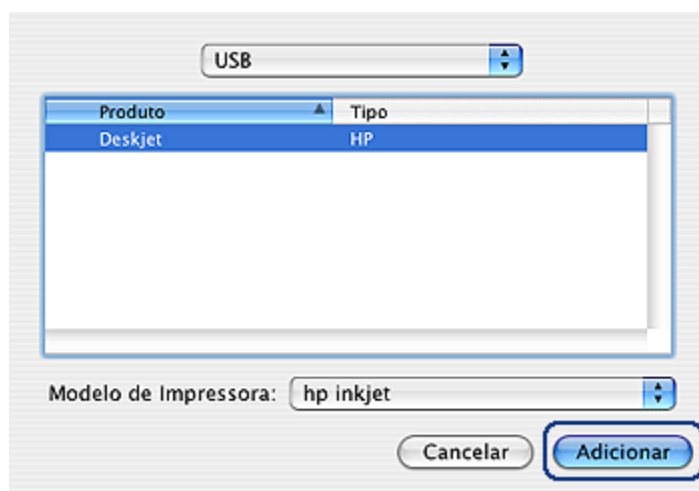 USB
Produto Tipo
Deskjet HP
Modelo de Impressora: hp inkjet
Cancelar Adicionar